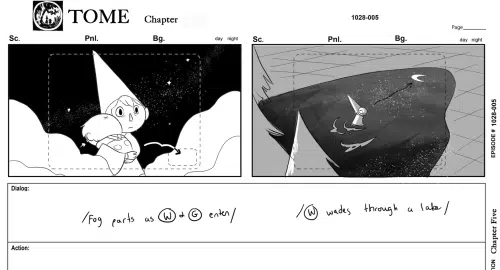 TOME Chapter
1028-005
Page
Sc. Pnl. Bg. day night
Sc. Pnl. Bg. day night
EPISODE # 1028-005
Dialog:
/Fog parts as W & G enter/
/W wades through a lake/
Action:
Chapter Five